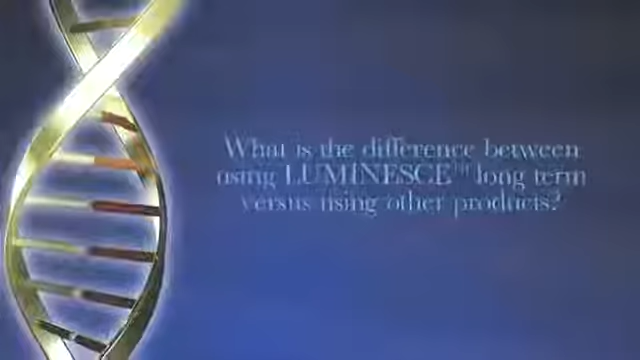 What is the difference between
using LUMINESCE™ long term
versus using other products?